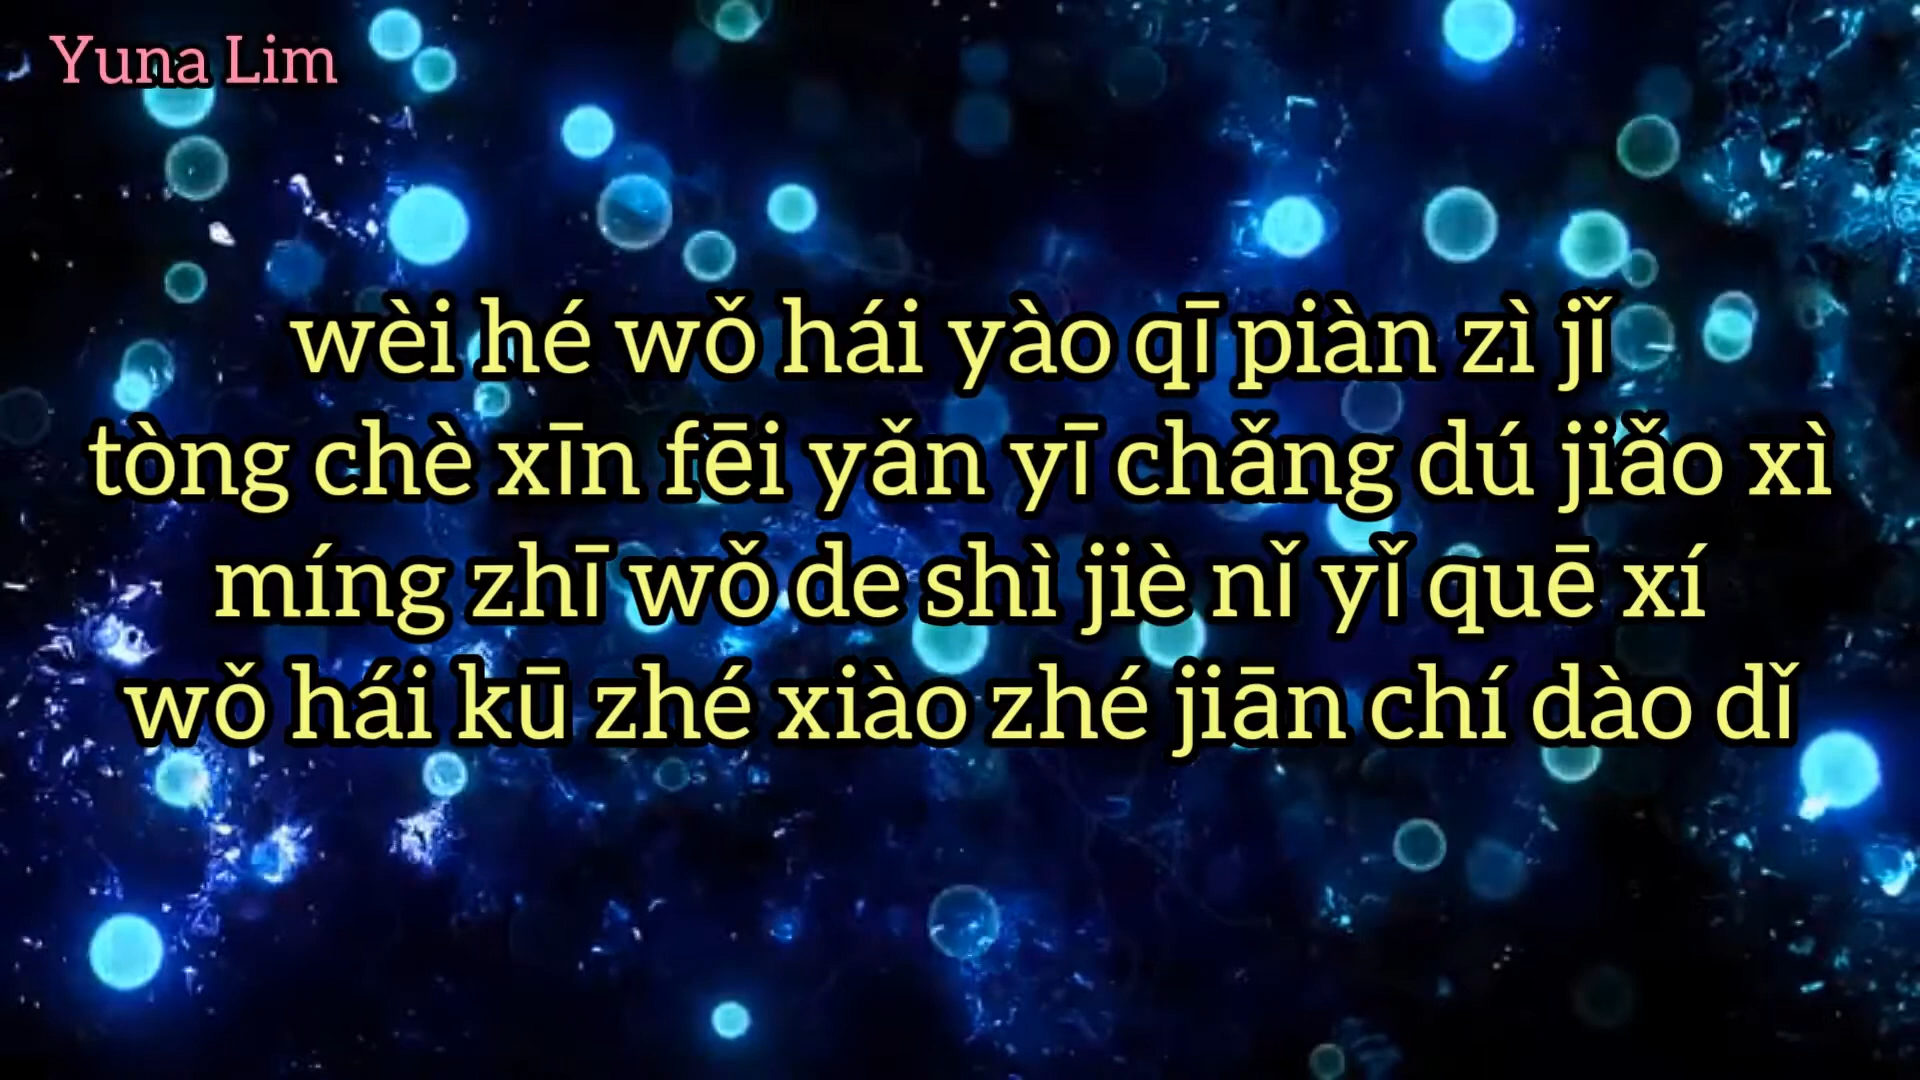 Yuna Lim
wèi hé wǒ hái yào qī piàn zì jǐ
tòng chè xīn fēi yǎn yī chǎng dú jiǎo xì
míng zhī wǒ de shì jiè nǐ yǐ quē xí
wǒ hái kū zhé xiào zhé jiān chí dào dǐ